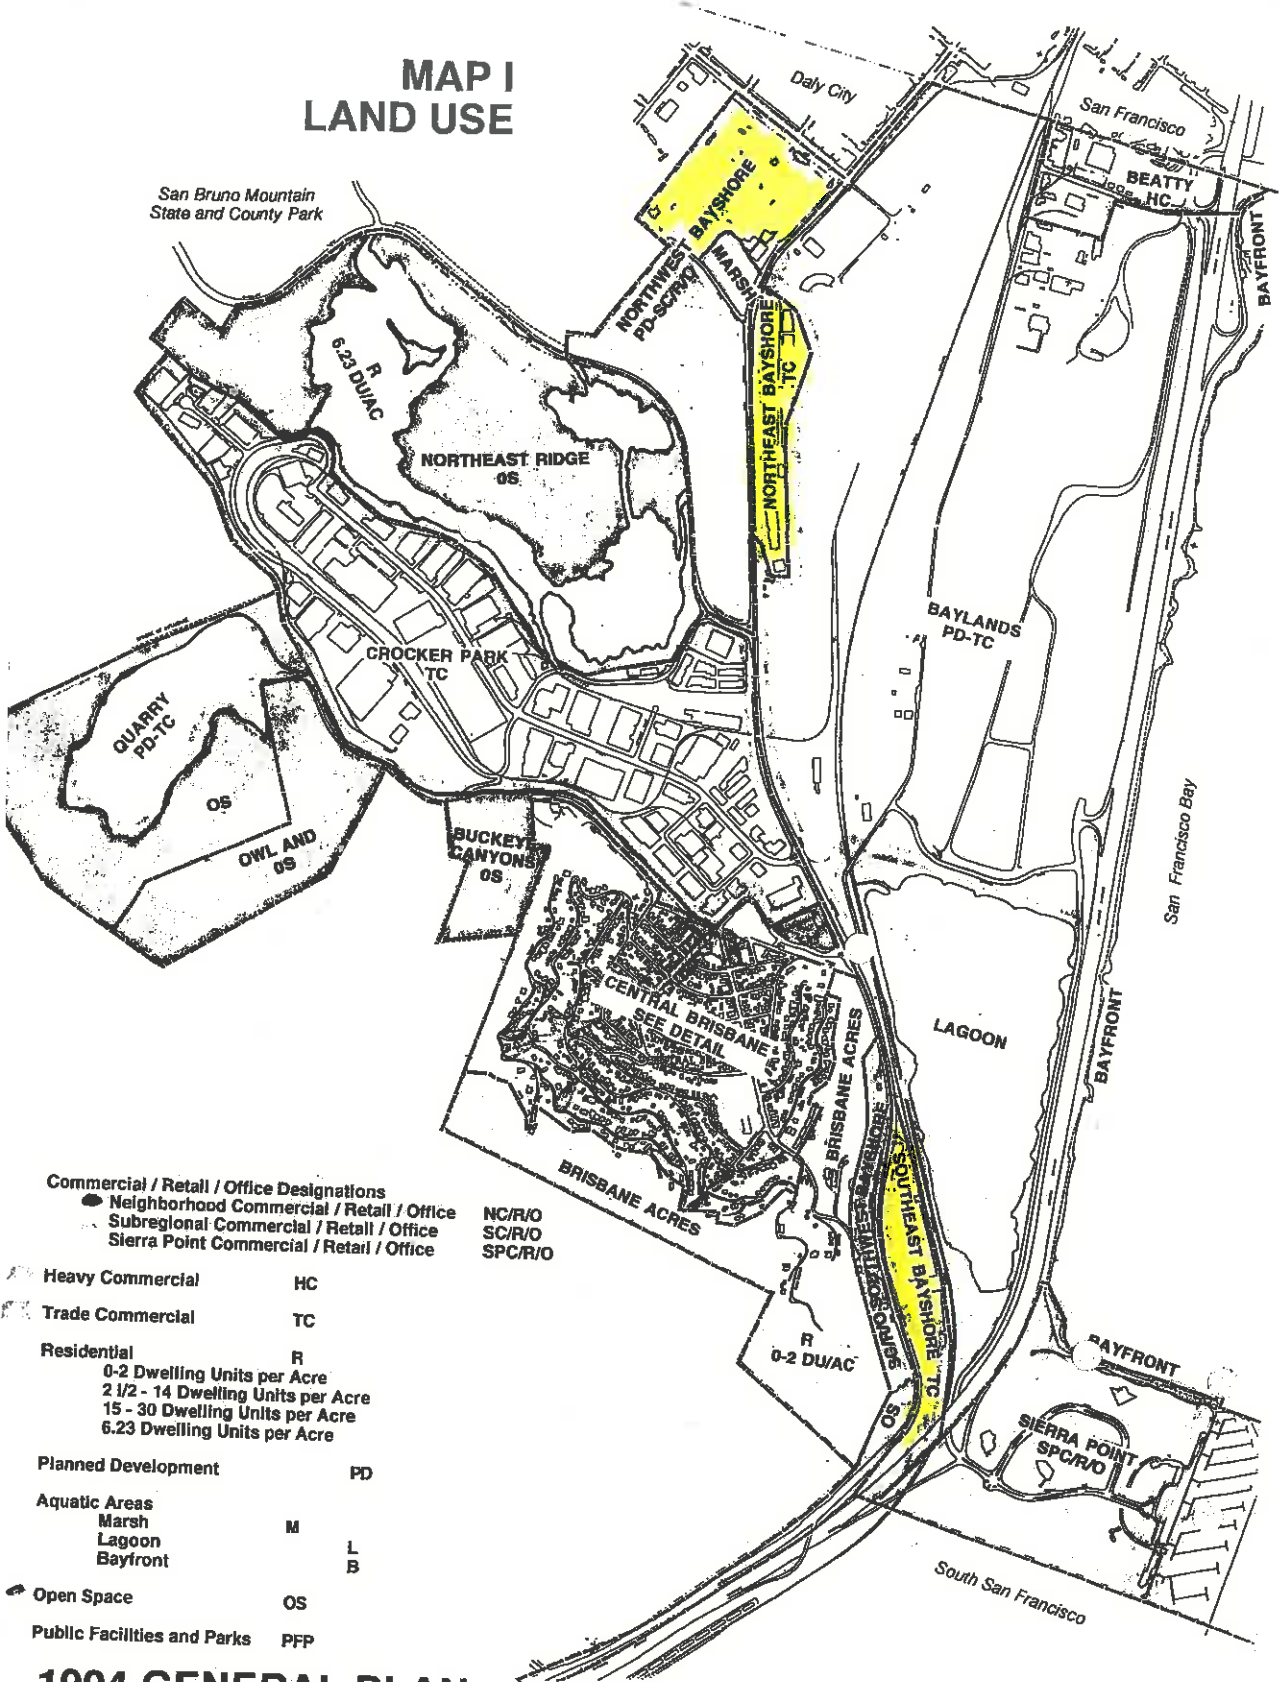 MAP I
LAND USE
San Bruno Mountain
State and County Park
Daly City
San Francisco
BEATTY
HC
BAYFRONT
NORTHWEST BAYSHORE
PD-SC/R/O
MARSH
NORTHEAST BAYSHORE
TC
R
6.23 DU/AC
NORTHEAST RIDGE
OS
BAYLANDS
PD-TC
CROCKER PARK
TC
QUARRY
PD-TC
OS
OWL AND
OS
BUCKEYE
CANYONS
OS
San Francisco Bay
CENTRAL BRISBANE
SEE DETAIL
LAGOON
BAYFRONT
BRISBANE ACRES
BRISBANE ACRES
SC/R/O SOUTHWEST BAYSHORE
SOUTHEAST BAYSHORE TC
R
0-2 DU/AC
OS
BAYFRONT
SIERRA POINT
SPC/R/O
South San Francisco
Commercial / Retail / Office Designations
Neighborhood Commercial / Retail / Office NC/R/O
Subregional Commercial / Retail / Office SC/R/O
Sierra Point Commercial / Retail / Office SPC/R/O
Heavy Commercial HC
Trade Commercial TC
Residential R
0-2 Dwelling Units per Acre
2 1/2 - 14 Dwelling Units per Acre
15 - 30 Dwelling Units per Acre
6.23 Dwelling Units per Acre
Planned Development PD
Aquatic Areas
Marsh M
Lagoon L
Bayfront B
Open Space OS
Public Facilities and Parks PFP
1994 GENERAL PLAN